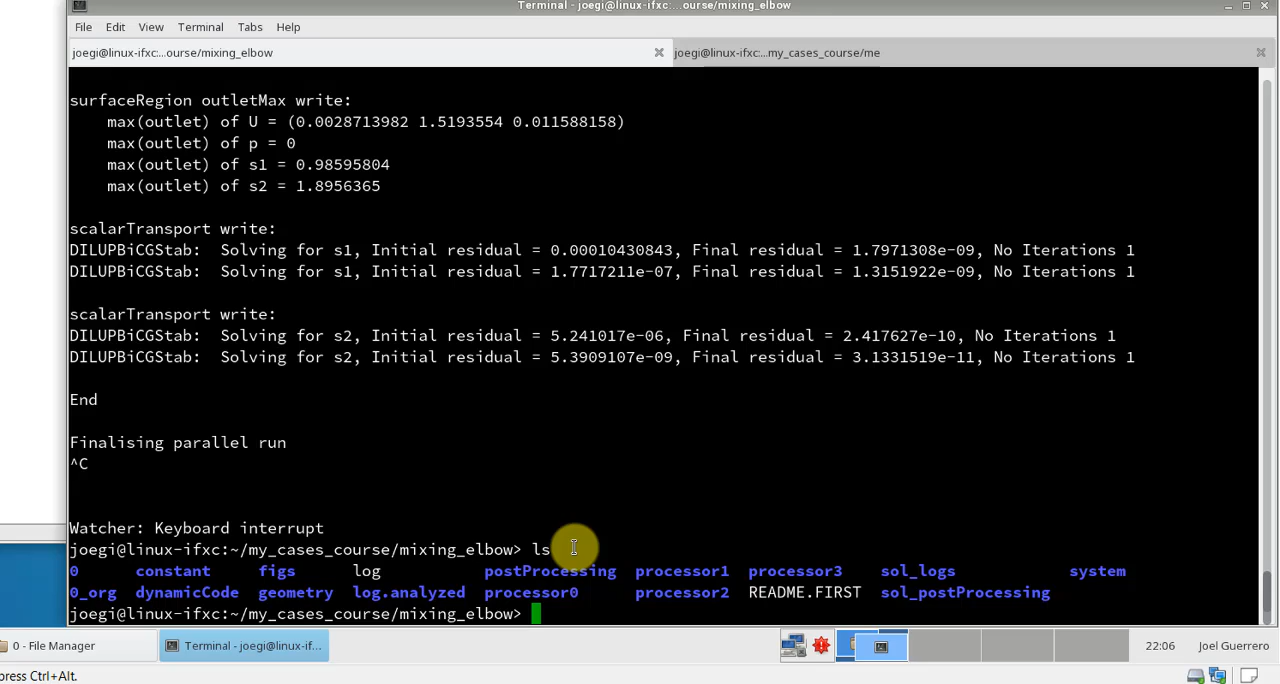 Terminal - joegi@linux-ifxc:...ourse/mixing_elbow
File Edit View Terminal Tabs Help
joegi@linux-ifxc:...ourse/mixing_elbow joegi@linux-ifxc:...my_cases_course/me
surfaceRegion outletMax write:
max(outlet) of U = (0.0028713982 1.5193554 0.011588158)
max(outlet) of p = 0
max(outlet) of s1 = 0.98595804
max(outlet) of s2 = 1.8956365
scalarTransport write:
DILUPBiCGStab:  Solving for s1, Initial residual = 0.00010430843, Final residual = 1.7971308e-09, No Iterations 1
DILUPBiCGStab:  Solving for s1, Initial residual = 1.7717211e-07, Final residual = 1.3151922e-09, No Iterations 1
scalarTransport write:
DILUPBiCGStab:  Solving for s2, Initial residual = 5.241017e-06, Final residual = 2.417627e-10, No Iterations 1
DILUPBiCGStab:  Solving for s2, Initial residual = 5.3909107e-09, Final residual = 3.1331519e-11, No Iterations 1
End
Finalising parallel run
^C
Watcher: Keyboard interrupt
joegi@linux-ifxc:~/my_cases_course/mixing_elbow> ls
0 constant figs log postProcessing processor1 processor3 sol_logs system
0_org dynamicCode geometry log.analyzed processor0 processor2 README.FIRST sol_postProcessing
joegi@linux-ifxc:~/my_cases_course/mixing_elbow>
0 - File Manager Terminal - joegi@linux-if... 22:06 Joel Guerrero
press Ctrl+Alt.